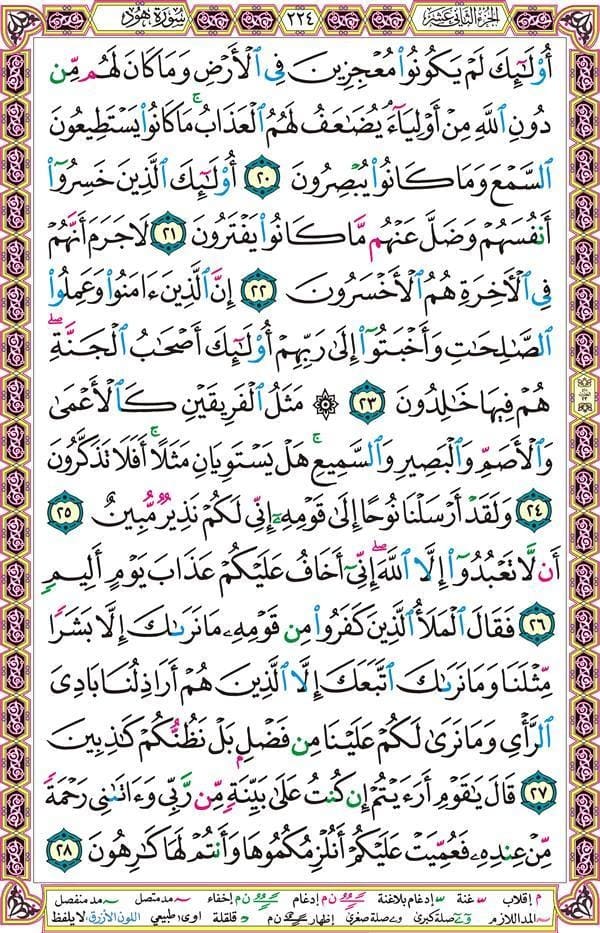 الجزء الثاني عشر ٢٢٤ سورة هود
أُوْلَٰٓئِكَ لَمْ يَكُونُواْ مُعْجِزِينَ فِي ٱلْأَرْضِ وَمَا كَانَ لَهُم مِّن
دُونِ ٱللَّهِ مِنْ أَوْلِيَآءَۘ يُضَٰعَفُ لَهُمُ ٱلْعَذَابُۚ مَا كَانُواْ يَسْتَطِيعُونَ
ٱلسَّمْعَ وَمَا كَانُواْ يُبْصِرُونَ ٢٠ أُوْلَٰٓئِكَ ٱلَّذِينَ خَسِرُوٓاْ
أَنفُسَهُمْ وَضَلَّ عَنْهُم مَّا كَانُواْ يَفْتَرُونَ ٢١ لَا جَرَمَ أَنَّهُمْ
فِي ٱلْأٓخِرَةِ هُمُ ٱلْأَخْسَرُونَ ٢٢ إِنَّ ٱلَّذِينَ ءَامَنُواْ وَعَمِلُواْ
ٱلصَّٰلِحَٰتِ وَأَخْبَتُوٓاْ إِلَىٰ رَبِّهِمْ أُوْلَٰٓئِكَ أَصْحَٰبُ ٱلْجَنَّةِۖ
هُمْ فِيهَا خَٰلِدُونَ ٢٣ ۞ مَثَلُ ٱلْفَرِيقَيْنِ كَٱلْأَعْمَىٰ
وَٱلْأَصَمِّ وَٱلْبَصِيرِ وَٱلسَّمِيعِۚ هَلْ يَسْتَوِيَانِ مَثَلًاۚ أَفَلَا تَذَكَّرُونَ
٢٤ وَلَقَدْ أَرْسَلْنَا نُوحًا إِلَىٰ قَوْمِهِۦٓ إِنِّي لَكُمْ نَذِيرٌ مُّبِينٌ ٢٥
أَن لَّا تَعْبُدُوٓاْ إِلَّا ٱللَّهَۖ إِنِّيٓ أَخَافُ عَلَيْكُمْ عَذَابَ يَوْمٍ أَلِيمٍ
٢٦ فَقَالَ ٱلْمَلَأُ ٱلَّذِينَ كَفَرُواْ مِن قَوْمِهِۦ مَا نَرَىٰكَ إِلَّا بَشَرًا
مِّثْلَنَا وَمَا نَرَىٰكَ ٱتَّبَعَكَ إِلَّا ٱلَّذِينَ هُمْ أَرَاذِلُنَا بَادِيَ
ٱلرَّأْيِ وَمَا نَرَىٰ لَكُمْ عَلَيْنَا مِن فَضْلٍۭ بَلْ نَظُنُّكُمْ كَٰذِبِينَ
٢٧ قَالَ يَٰقَوْمِ أَرَءَيْتُمْ إِن كُنتُ عَلَىٰ بَيِّنَةٍ مِّن رَّبِّي وَءَاتَىٰنِي رَحْمَةً
مِّنْ عِندِهِۦ فَعُمِّيَتْ عَلَيْكُمْ أَنُلْزِمُكُمُوهَا وَأَنتُمْ لَهَا كَٰرِهُونَ ٢٨
م إقلاب غنة إدغام بلاغنة ن م إدغام ن م إخفاء مد متصل مد منفصل
المد اللازم صلة كبرى صلة صغرى إظهار ن م قلقلة اوى طبيعي اللون الأزرق لا يلفظ